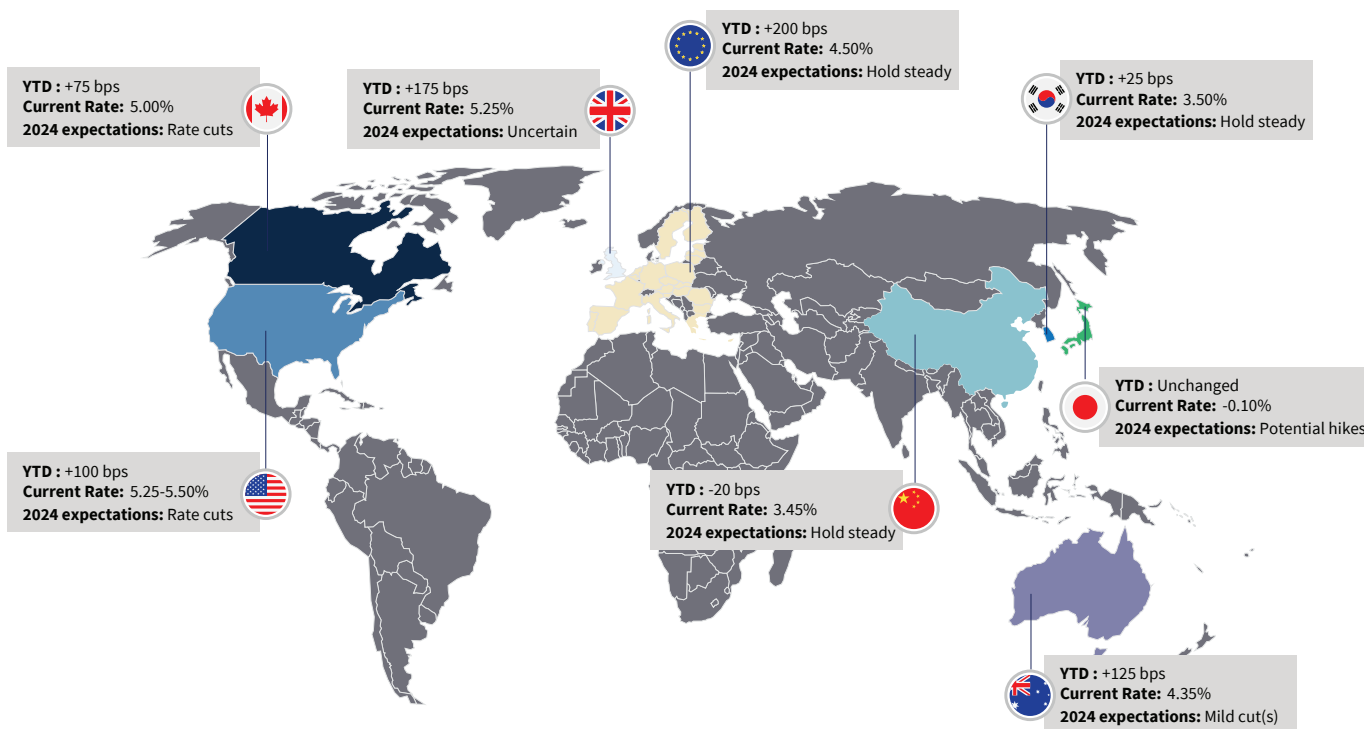 YTD : +200 bps
Current Rate: 4.50%
2024 expectations: Hold steady
YTD : +75 bps
Current Rate: 5.00%
2024 expectations: Rate cuts
YTD : +175 bps
Current Rate: 5.25%
2024 expectations: Uncertain
YTD : +25 bps
Current Rate: 3.50%
2024 expectations: Hold steady
YTD : Unchanged
Current Rate: -0.10%
2024 expectations: Potential hikes
YTD : +100 bps
Current Rate: 5.25-5.50%
2024 expectations: Rate cuts
YTD : -20 bps
Current Rate: 3.45%
2024 expectations: Hold steady
YTD : +125 bps
Current Rate: 4.35%
2024 expectations: Mild cut(s)